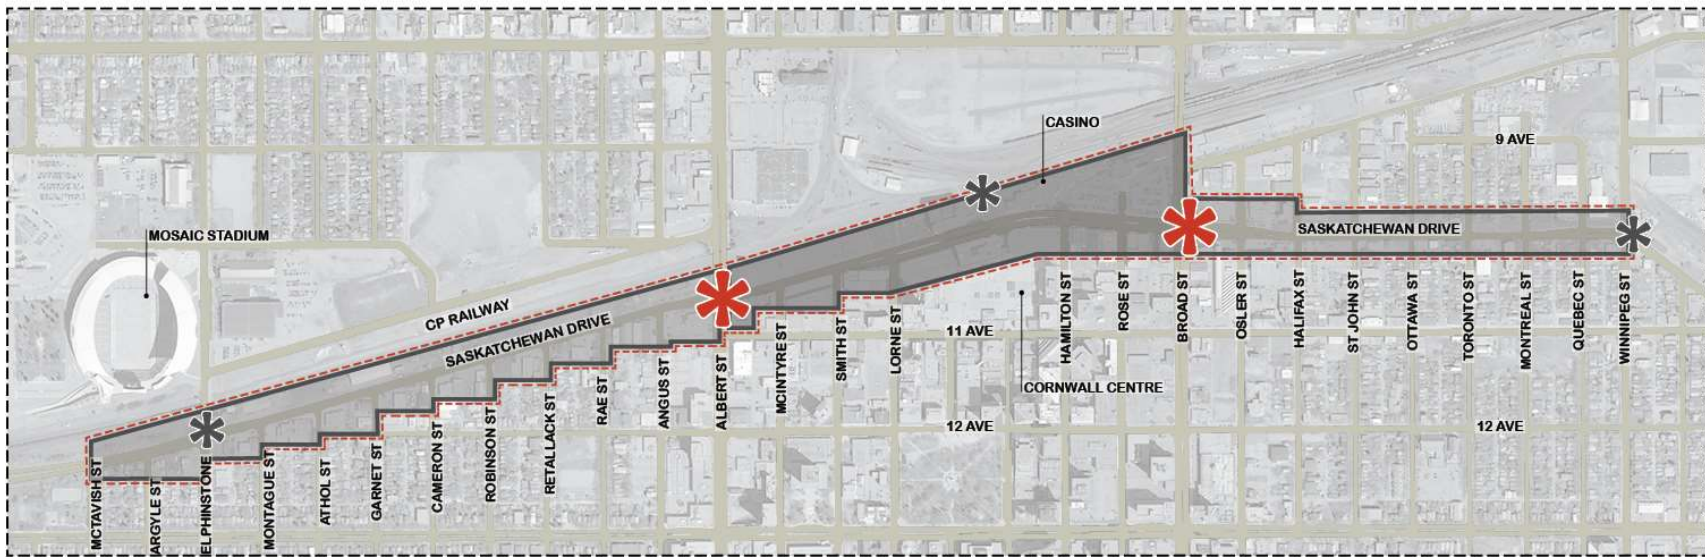 CASINO
9 AVE
MOSAIC STADIUM
SASKATCHEWAN DRIVE
CP RAILWAY
SASKATCHEWAN DRIVE
11 AVE
CORNWALL CENTRE
12 AVE
12 AVE
MCTAVISH ST
ARGYLE ST
ELPHINSTONE
MONTAGUE ST
ATHOL ST
GARNET ST
CAMERON ST
ROBINSON ST
RETALLACK ST
RAE ST
ANGUS ST
ALBERT ST
MCINTYRE ST
SMITH ST
LORNE ST
HAMILTON ST
ROSE ST
BROAD ST
OSLER ST
HALIFAX ST
ST JOHN ST
OTTAWA ST
TORONTO ST
MONTREAL ST
QUEBEC ST
WINNIPEG ST